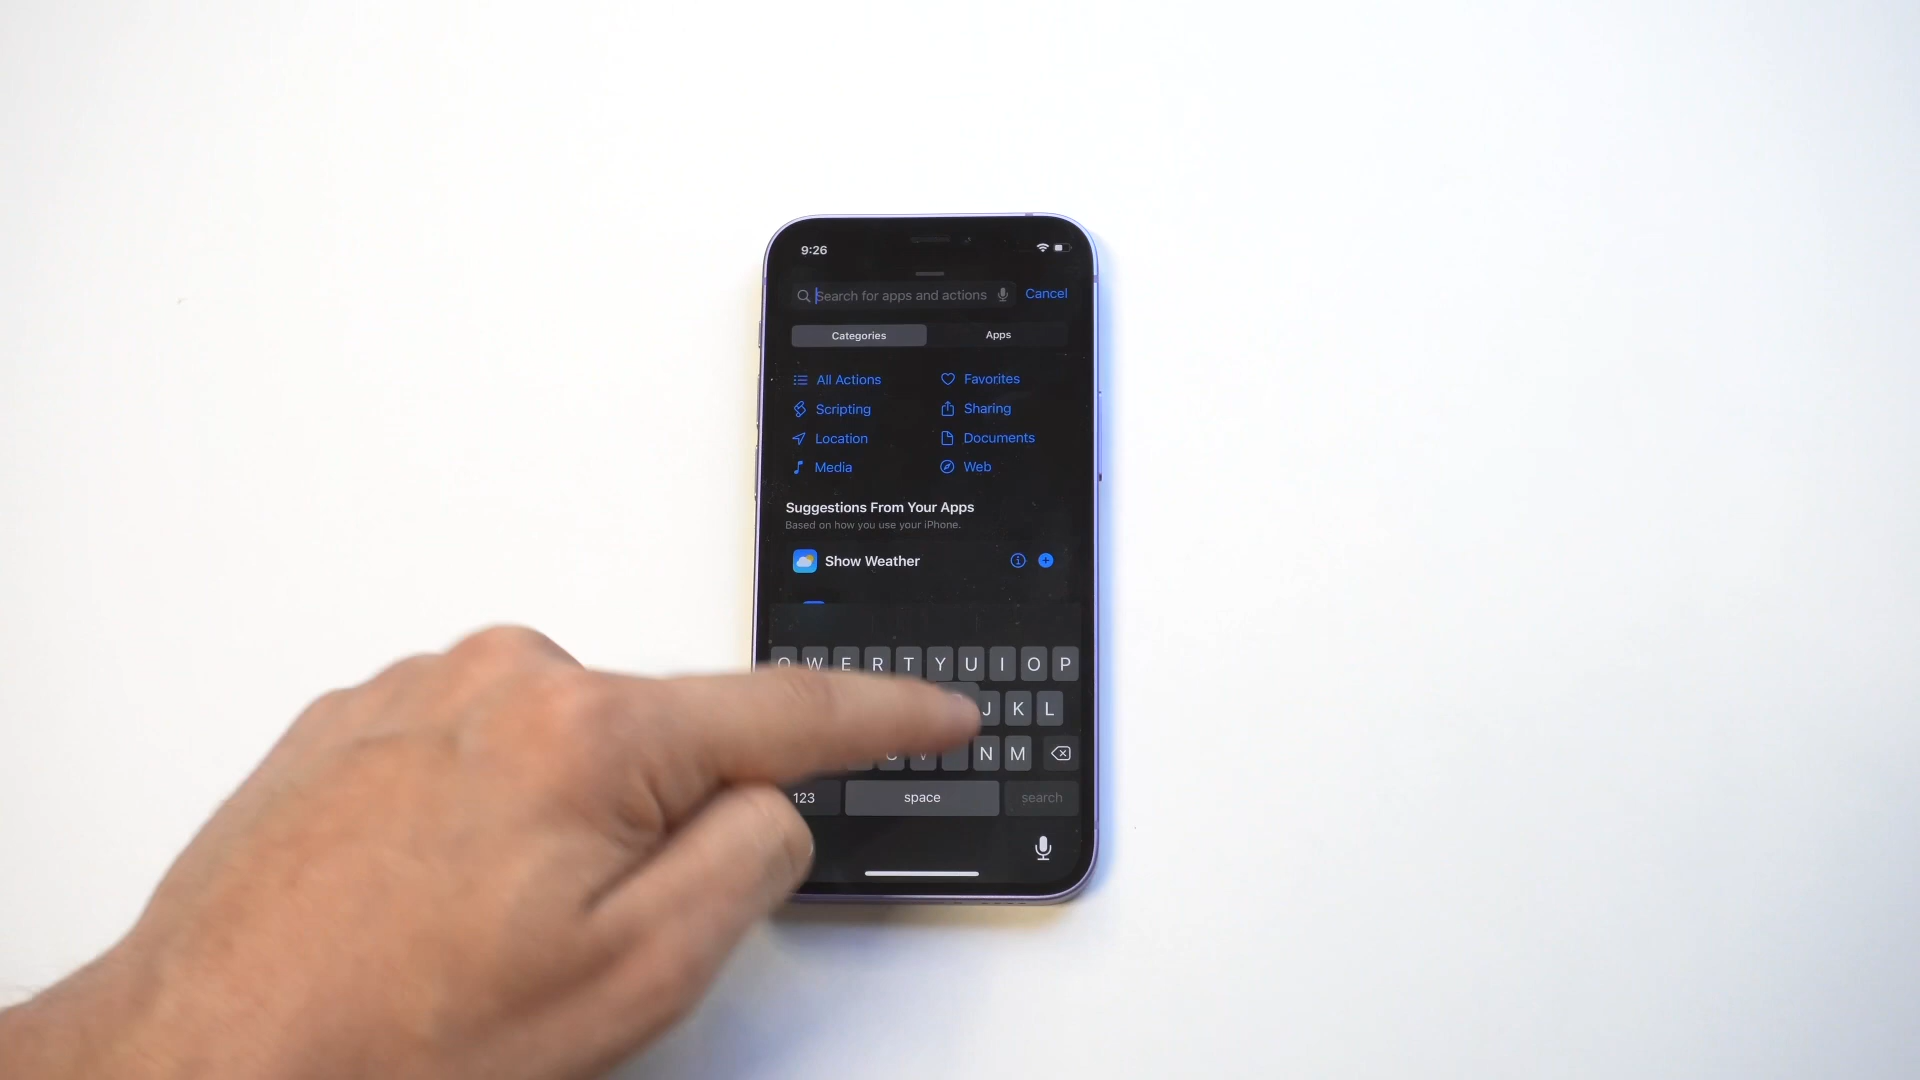 9:26
Search for apps and actions Cancel
Categories Apps
All Actions Favorites
Scripting Sharing
Location Documents
Media Web
Suggestions From Your Apps
Based on how you use your iPhone.
Show Weather
Q W E R T Y U I O P
J K L
C V N M
123 space search